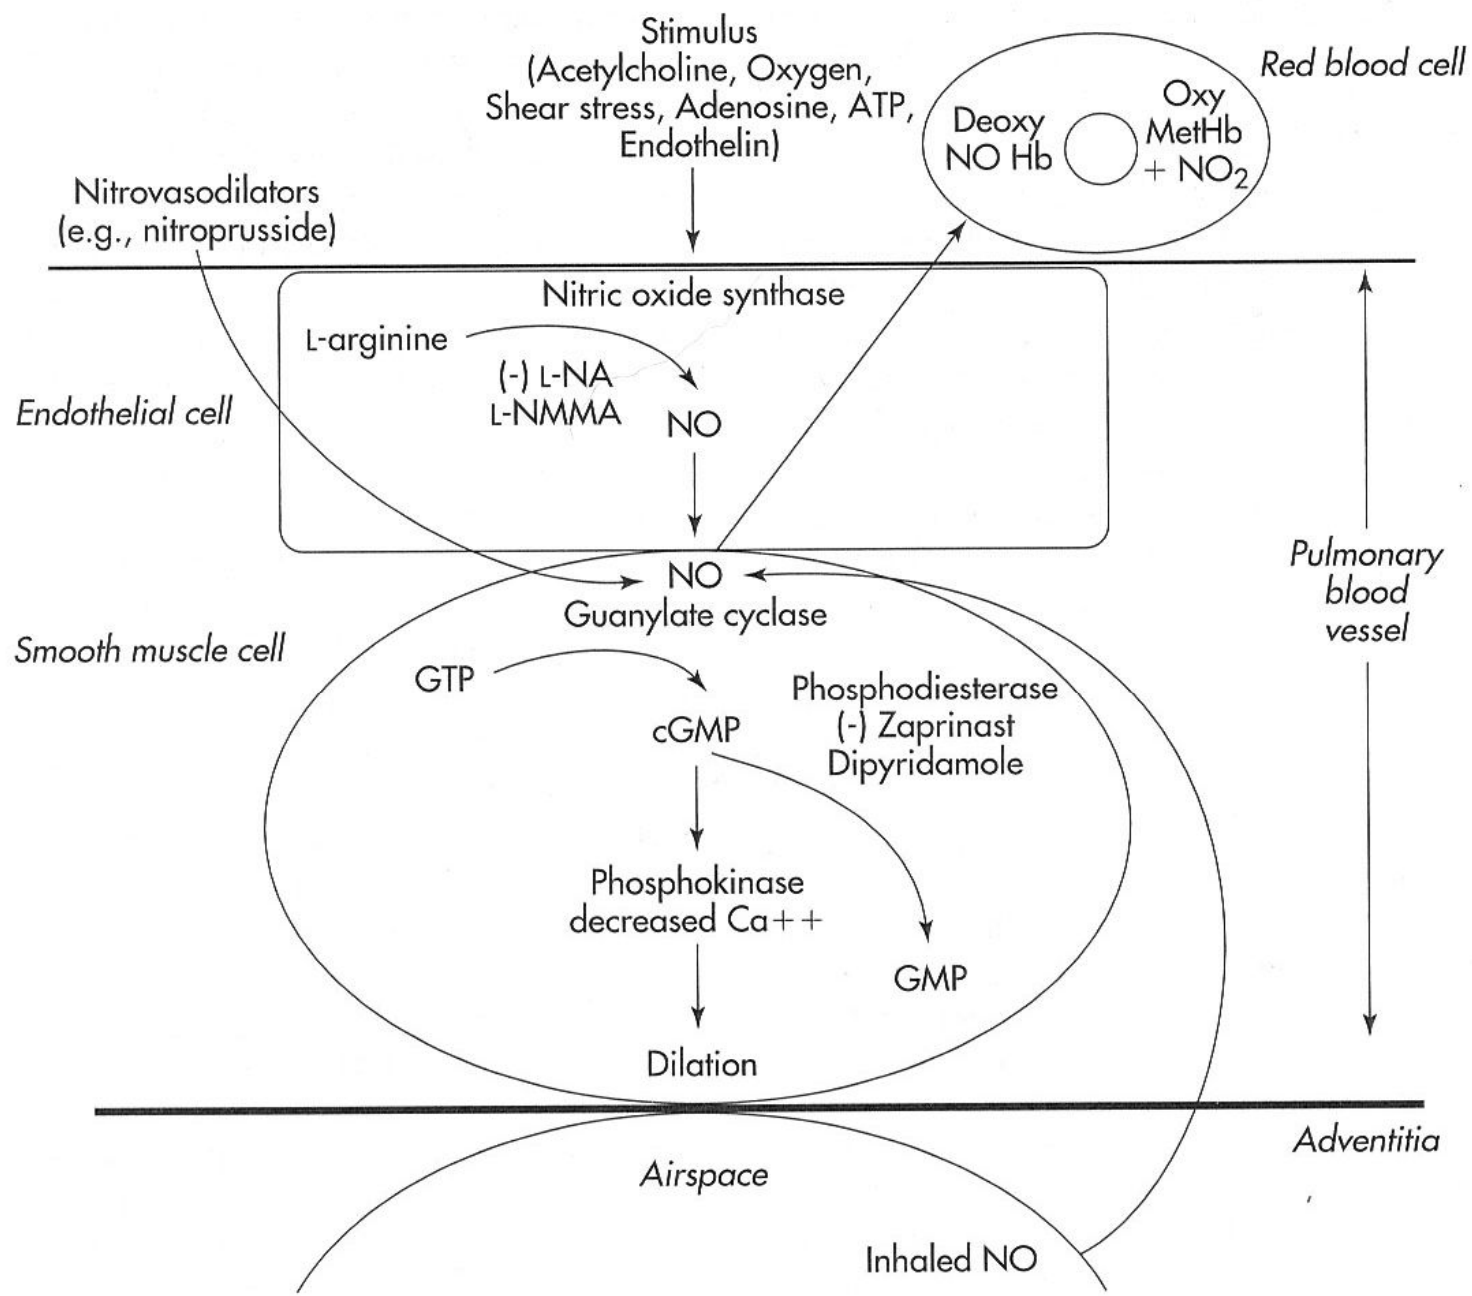 Stimulus
(Acetylcholine, Oxygen,
Shear stress, Adenosine, ATP,
Endothelin)
Red blood cell
Deoxy
NO Hb
Oxy
MetHb
+ NO2
Nitrovasodilators
(e.g., nitroprusside)
Nitric oxide synthase
L-arginine
(-) L-NA
L-NMMA
NO
Endothelial cell
NO
Guanylate cyclase
Smooth muscle cell
GTP
cGMP
Phosphodiesterase
(-) Zaprinast
Dipyridamole
Pulmonary
blood
vessel
Phosphokinase
decreased Ca++
GMP
Dilation
Adventitia
Airspace
Inhaled NO